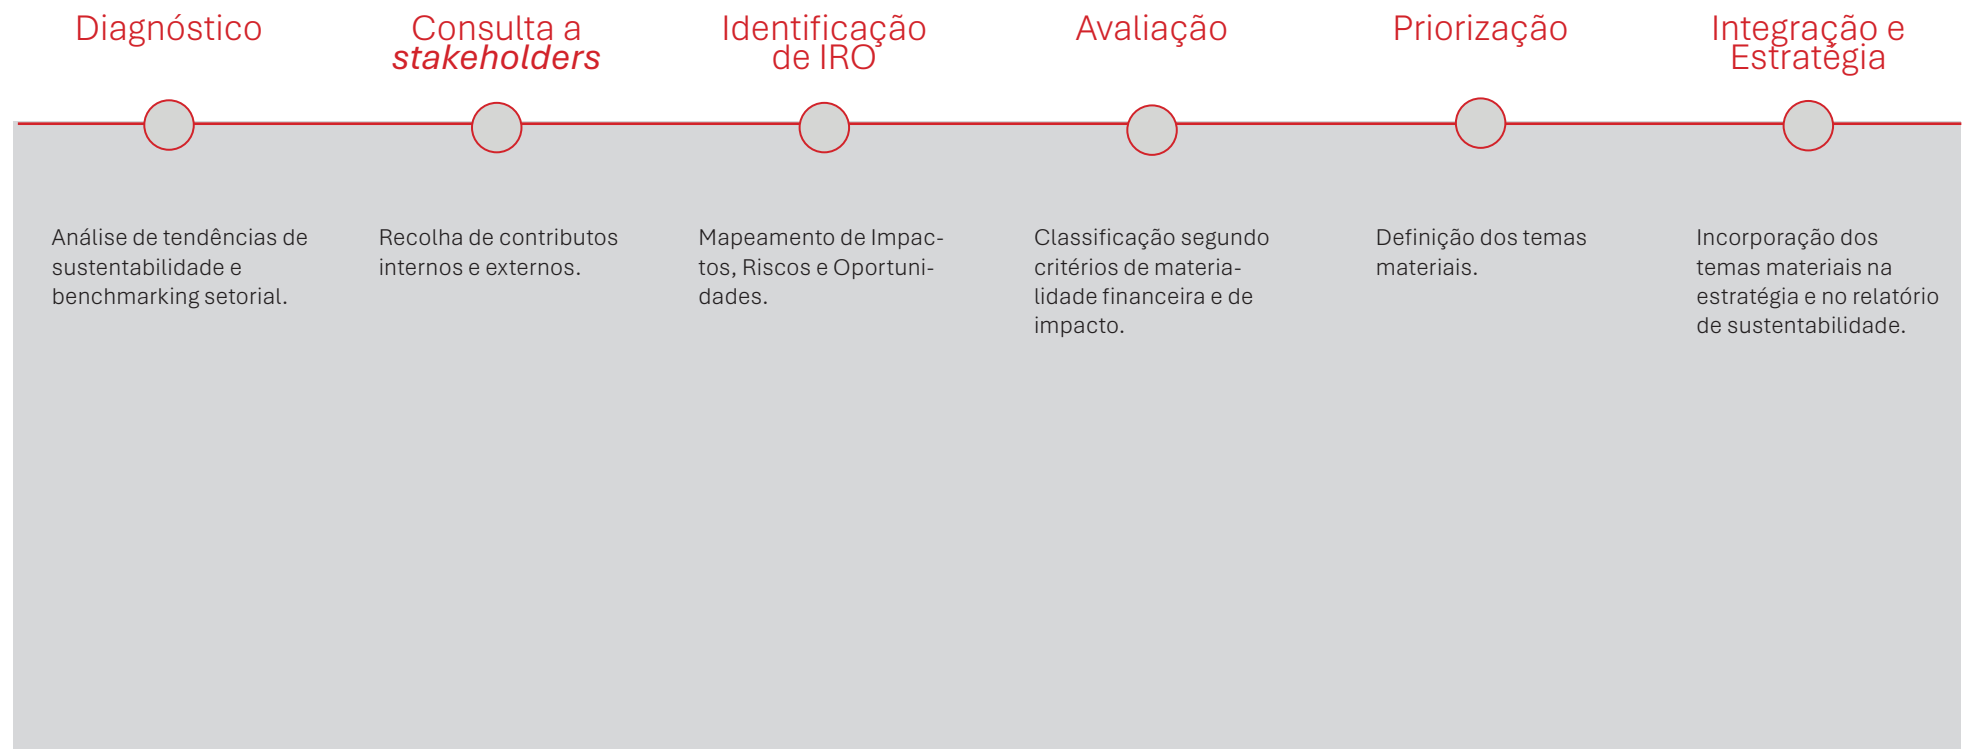 Diagnóstico
Análise de tendências de
sustentabilidade e
benchmarking setorial.
Consulta a
stakeholders
Recolha de contributos
internos e externos.
Identificação
de IRO
Mapeamento de Impac-
tos, Riscos e Oportuni-
dades.
Avaliação
Classificação segundo
critérios de materia-
lidade financeira e de
impacto.
Priorização
Definição dos temas
materiais.
Integração e
Estratégia
Incorporação dos
temas materiais na
estratégia e no relatório
de sustentabilidade.